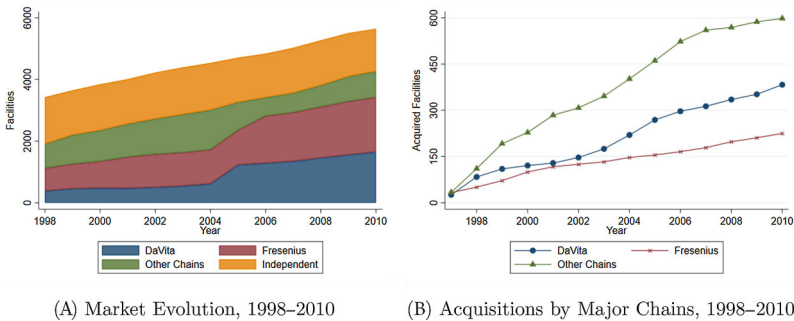 6000
4000
2000
0
Facilities
1998 2000 2002 2004 2006 2008 2010
Year
DaVita Fresenius
Other Chains Independent
(A) Market Evolution, 1998–2010
600
450
300
150
0
Acquired Facilities
1998 2000 2002 2004 2006 2008 2010
Year
DaVita Fresenius
Other Chains
(B) Acquisitions by Major Chains, 1998–2010